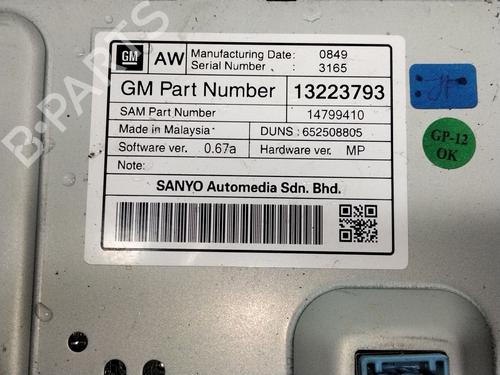 GM AW Manufacturing Date: 0849
Serial Number : 3165
GM Part Number 13223793
SAM Part Number 14799410
Made in Malaysia DUNS : 652508805
Software ver. 0.67a Hardware ver. MP
Note:
SANYO Automedia Sdn. Bhd.
GP-12
OK
B-PARTS